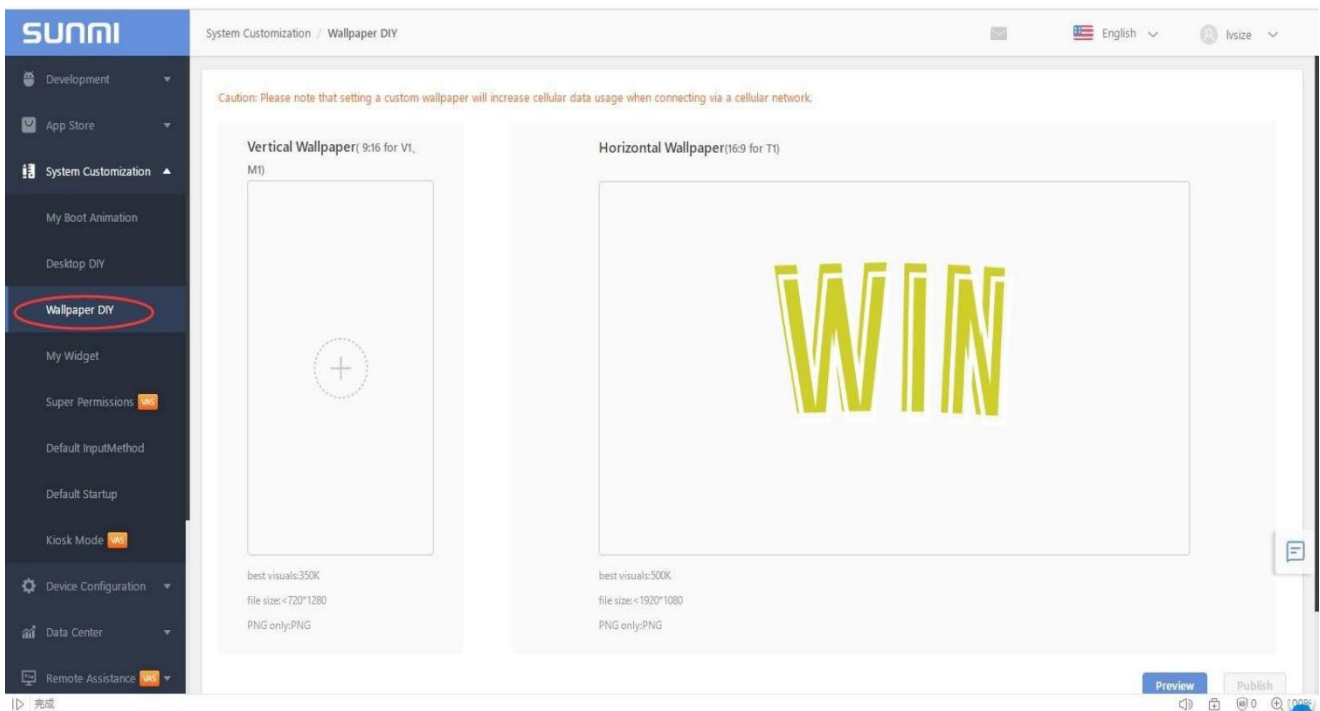 SUNMI
System Customization / Wallpaper DIY
English
lvsize
Development
App Store
System Customization
My Boot Animation
Desktop DIY
Wallpaper DIY
My Widget
Super Permissions VAS
Default InputMethod
Default Startup
Kiosk Mode VAS
Device Configuration
Data Center
Remote Assistance VAS
Caution: Please note that setting a custom wallpaper will increase cellular data usage when connecting via a cellular network.
Vertical Wallpaper( 9:16 for V1、
M1)
best visuals:350K
file size:<720*1280
PNG only:PNG
Horizontal Wallpaper(16:9 for T1)
WIN
best visuals:500K
file size:<1920*1080
PNG only:PNG
Preview
Publish
完成
0
100%